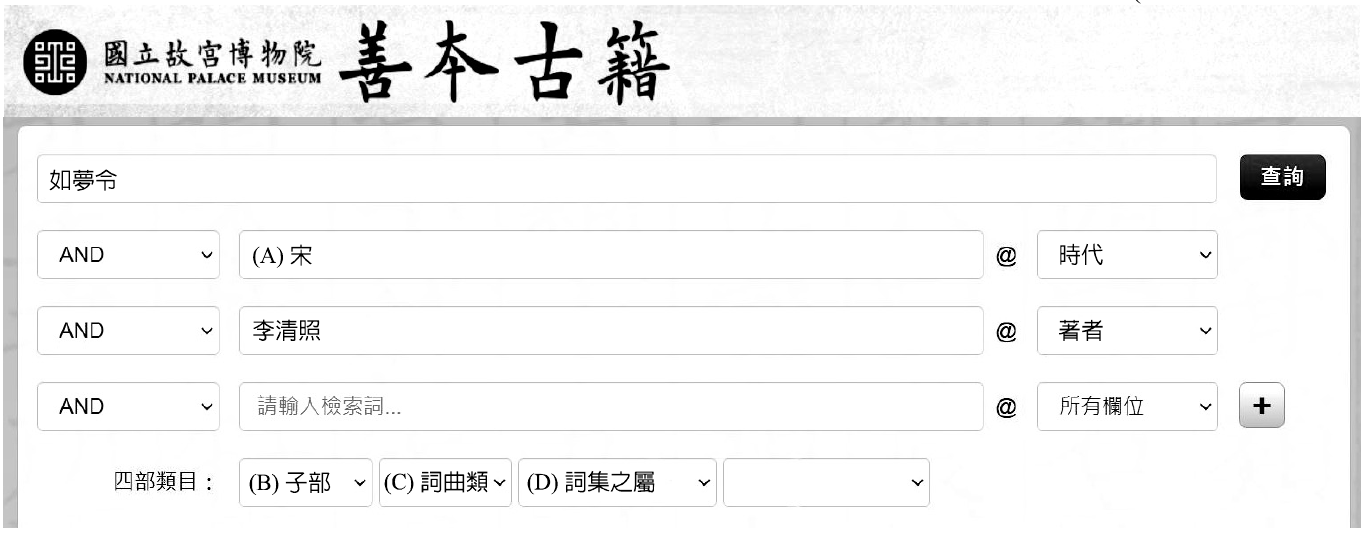 國立故宮博物院 善本古籍
NATIONAL PALACE MUSEUM
如夢令 查詢
AND (A) 宋 @ 時代
AND 李清照 @ 著者
AND 請輸入檢索詞... @ 所有欄位 +
四部類目： (B) 子部 (C) 詞曲類 (D) 詞集之屬